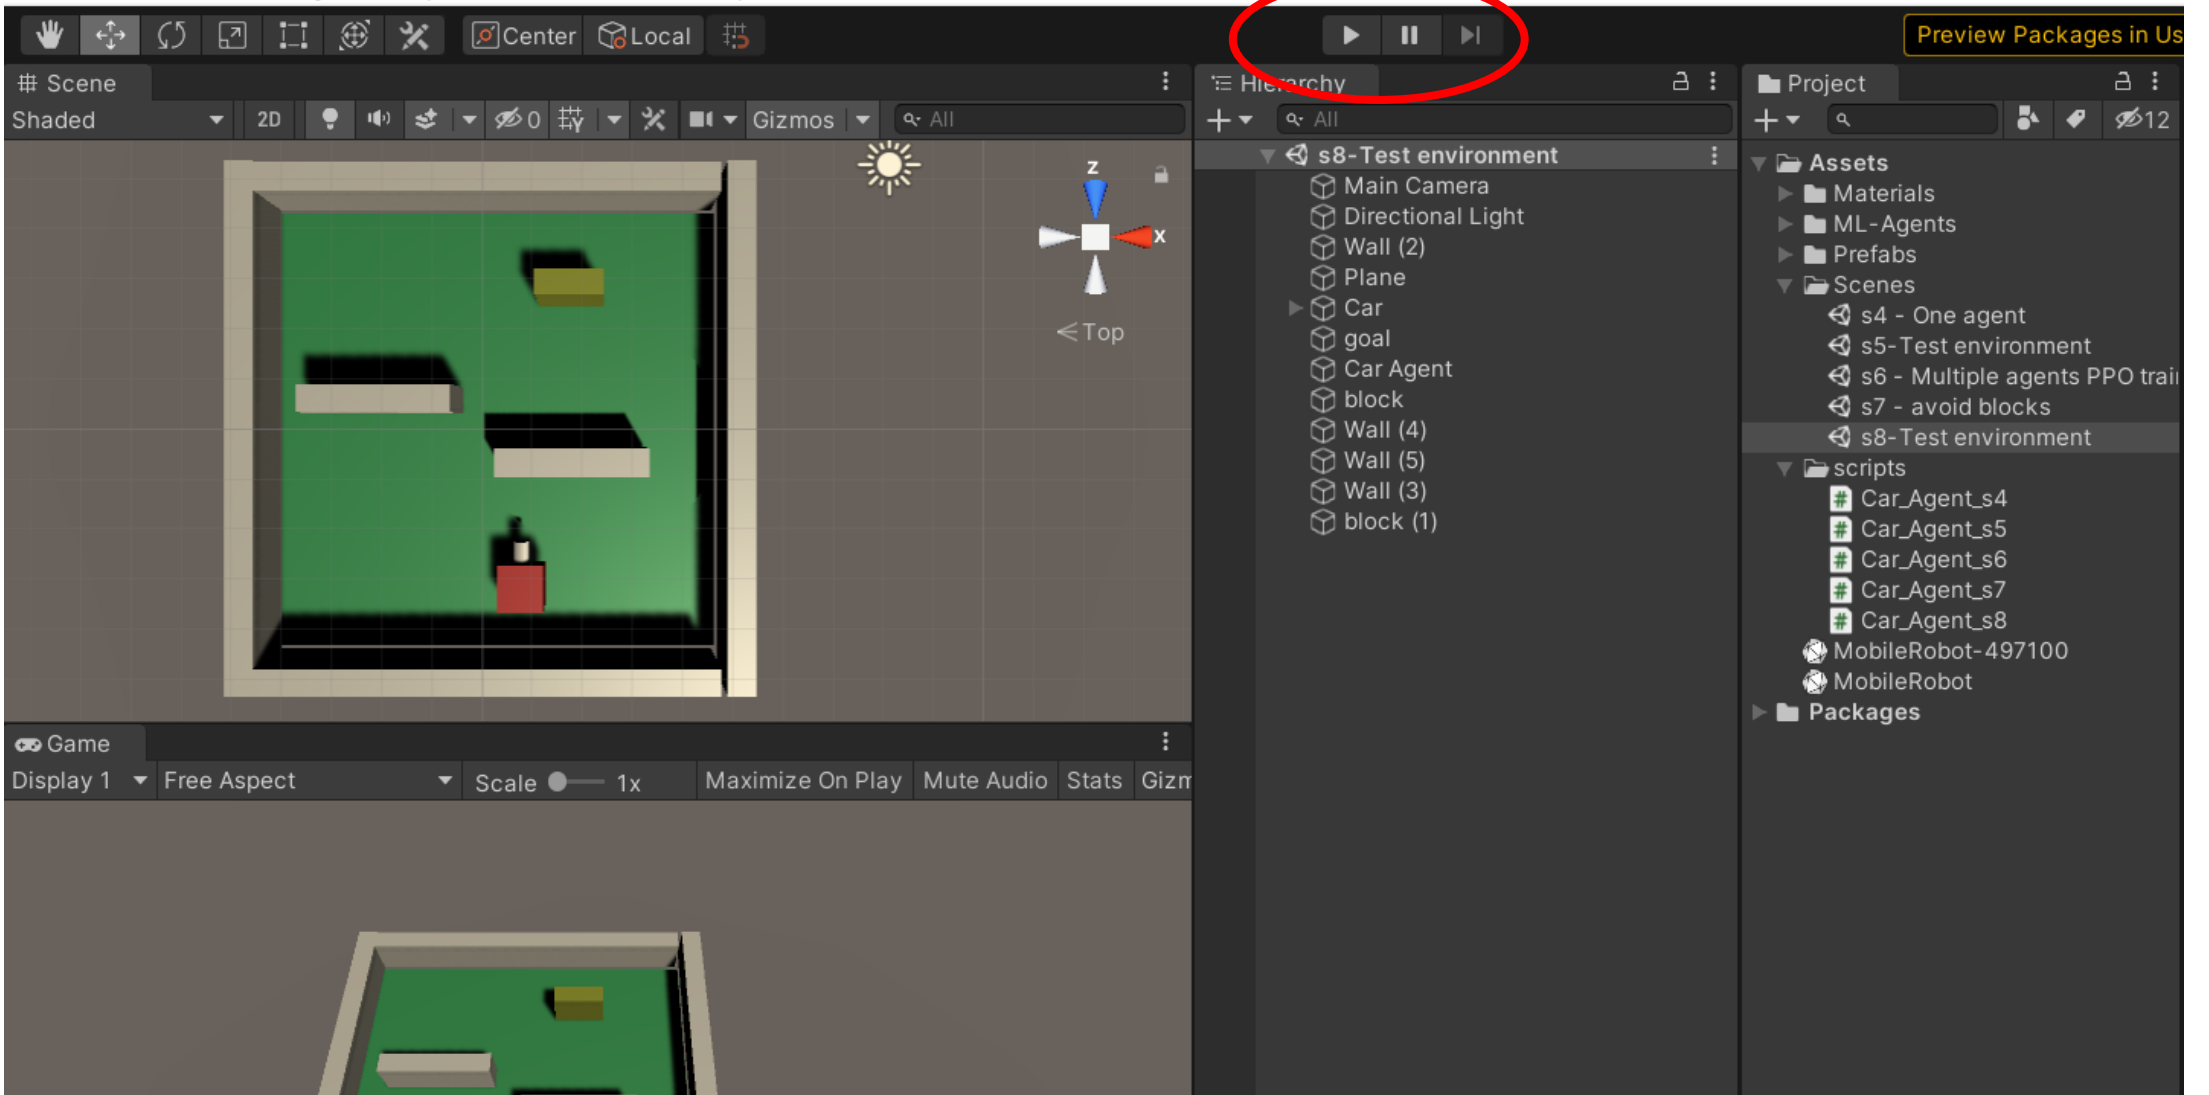 Center Local
Preview Packages in Us
Scene
Shaded 2D 0 Gizmos All
z
x
Top
Game
Display 1 Free Aspect Scale 1x Maximize On Play Mute Audio Stats Gizm
Hierarchy
All
s8-Test environment
Main Camera
Directional Light
Wall (2)
Plane
Car
goal
Car Agent
block
Wall (4)
Wall (5)
Wall (3)
block (1)
Project
12
Assets
Materials
ML-Agents
Prefabs
Scenes
s4 - One agent
s5-Test environment
s6 - Multiple agents PPO trai
s7 - avoid blocks
s8-Test environment
scripts
# Car_Agent_s4
# Car_Agent_s5
# Car_Agent_s6
# Car_Agent_s7
# Car_Agent_s8
MobileRobot-497100
MobileRobot
Packages